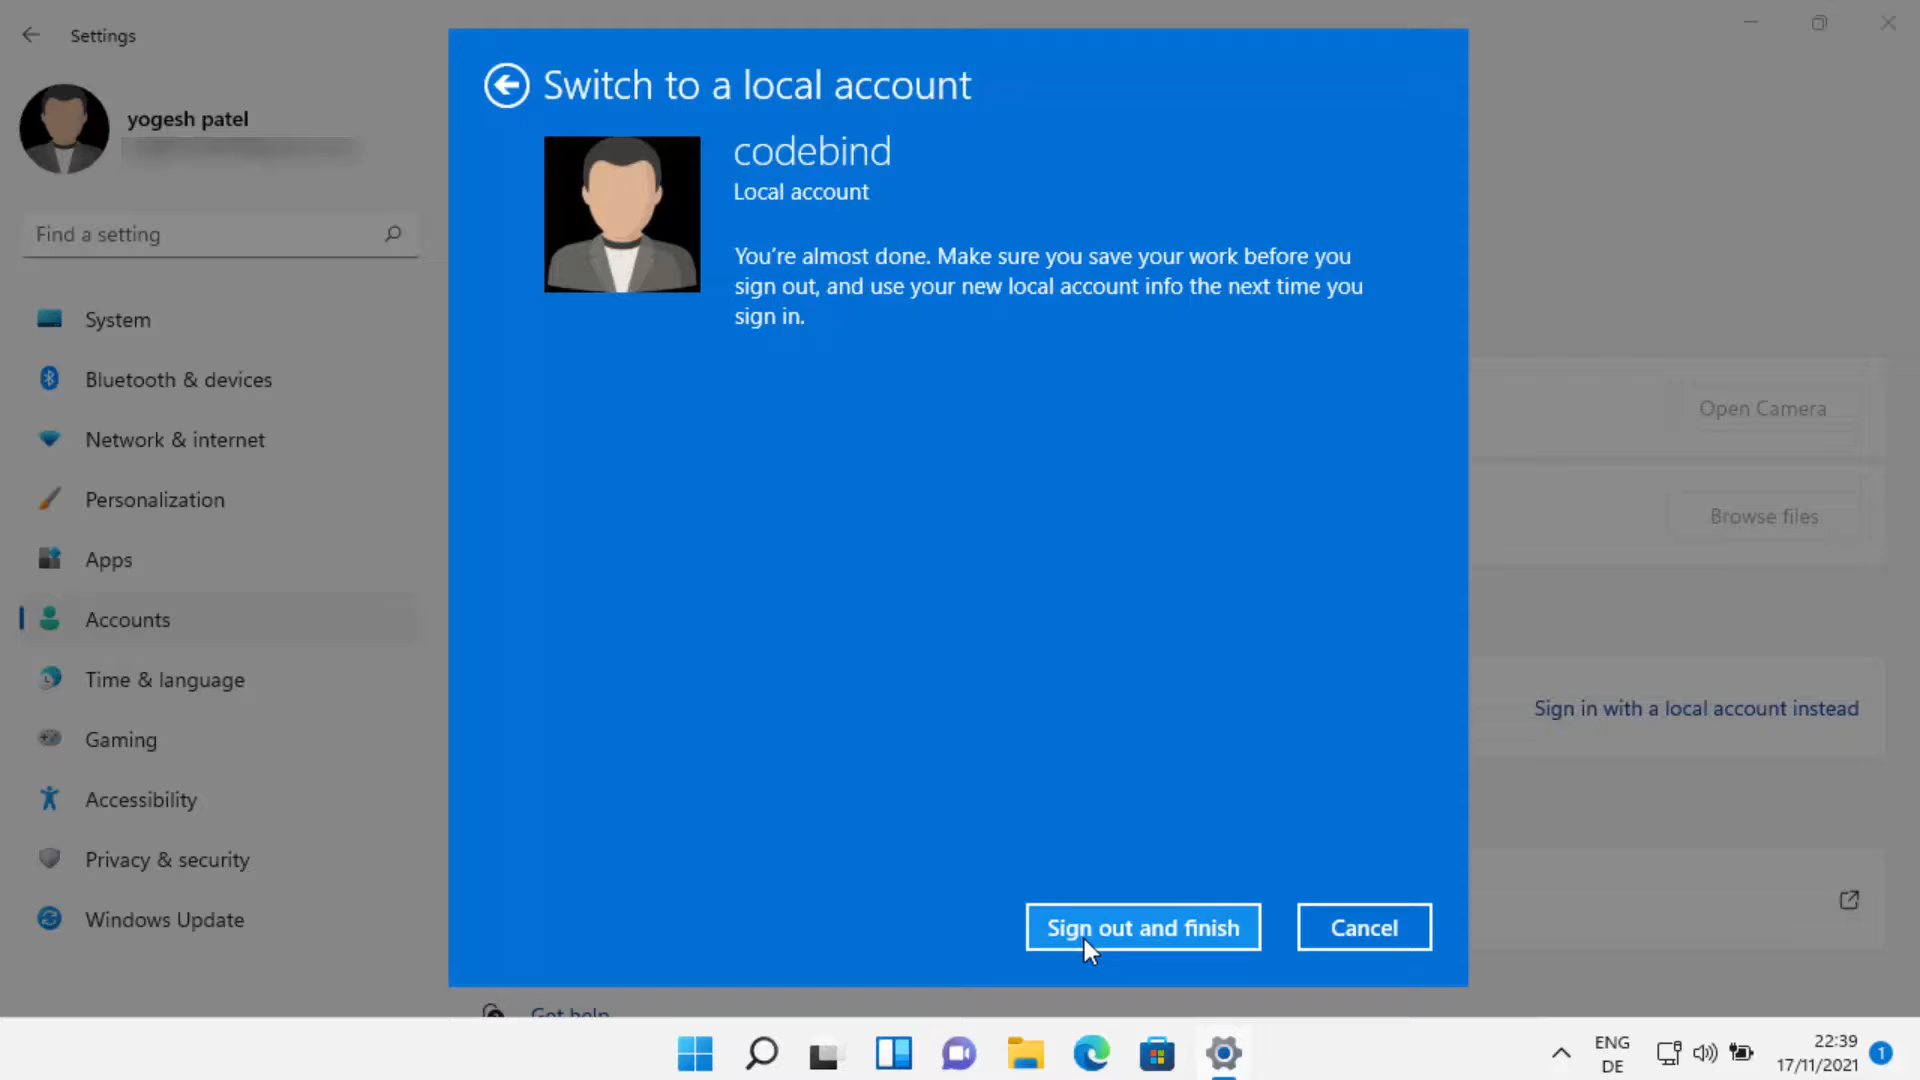 Settings
yogesh patel
Find a setting
System
Bluetooth & devices
Network & internet
Personalization
Apps
Accounts
Time & language
Gaming
Accessibility
Privacy & security
Windows Update
Switch to a local account
codebind
Local account
You're almost done. Make sure you save your work before you
sign out, and use your new local account info the next time you
sign in.
Sign out and finish
Cancel
Open Camera
Browse files
Sign in with a local account instead
Get help
ENG
DE
22:39
17/11/2021
1